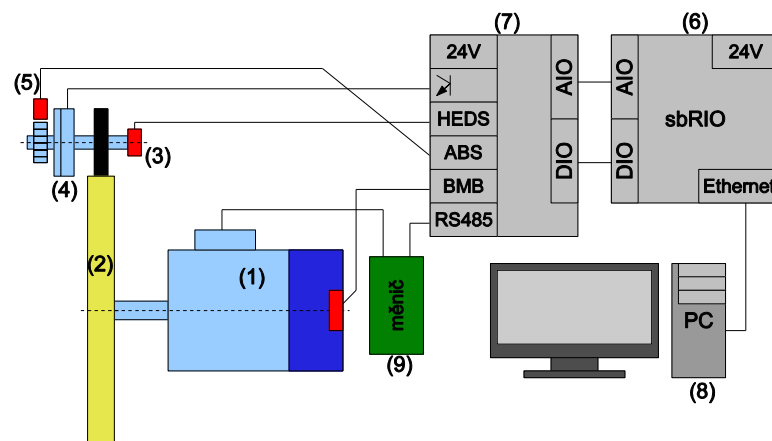 (7)
(6)
24V
AIO
AIO
24V
(5)
HEDS
sbRIO
(3)
ABS
(4)
DIO
DIO
BMB
Ethernet
RS485
(2)
(1)
měnič
PC
(9)
(8)